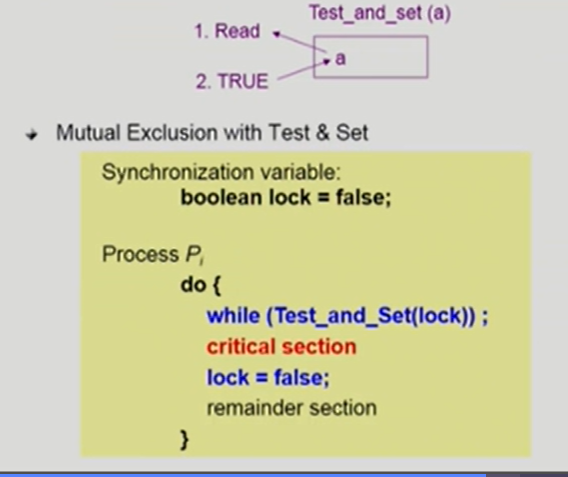 Test_and_set (a)
1. Read
a
2. TRUE
Mutual Exclusion with Test & Set
Synchronization variable:
boolean lock = false;
Process Pi
do {
while (Test_and_Set(lock)) ;
critical section
lock = false;
remainder section
}